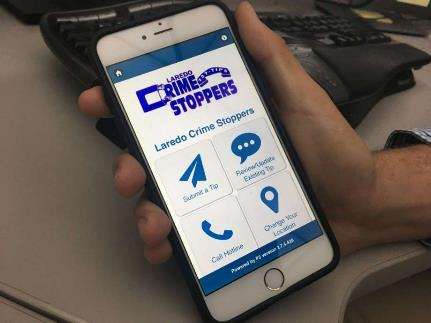 LAREDO
CRIME
STOPPERS
Laredo Crime Stoppers
Submit a Tip
Review/Update
Existing Tip
Call Hotline
Change Your
Location